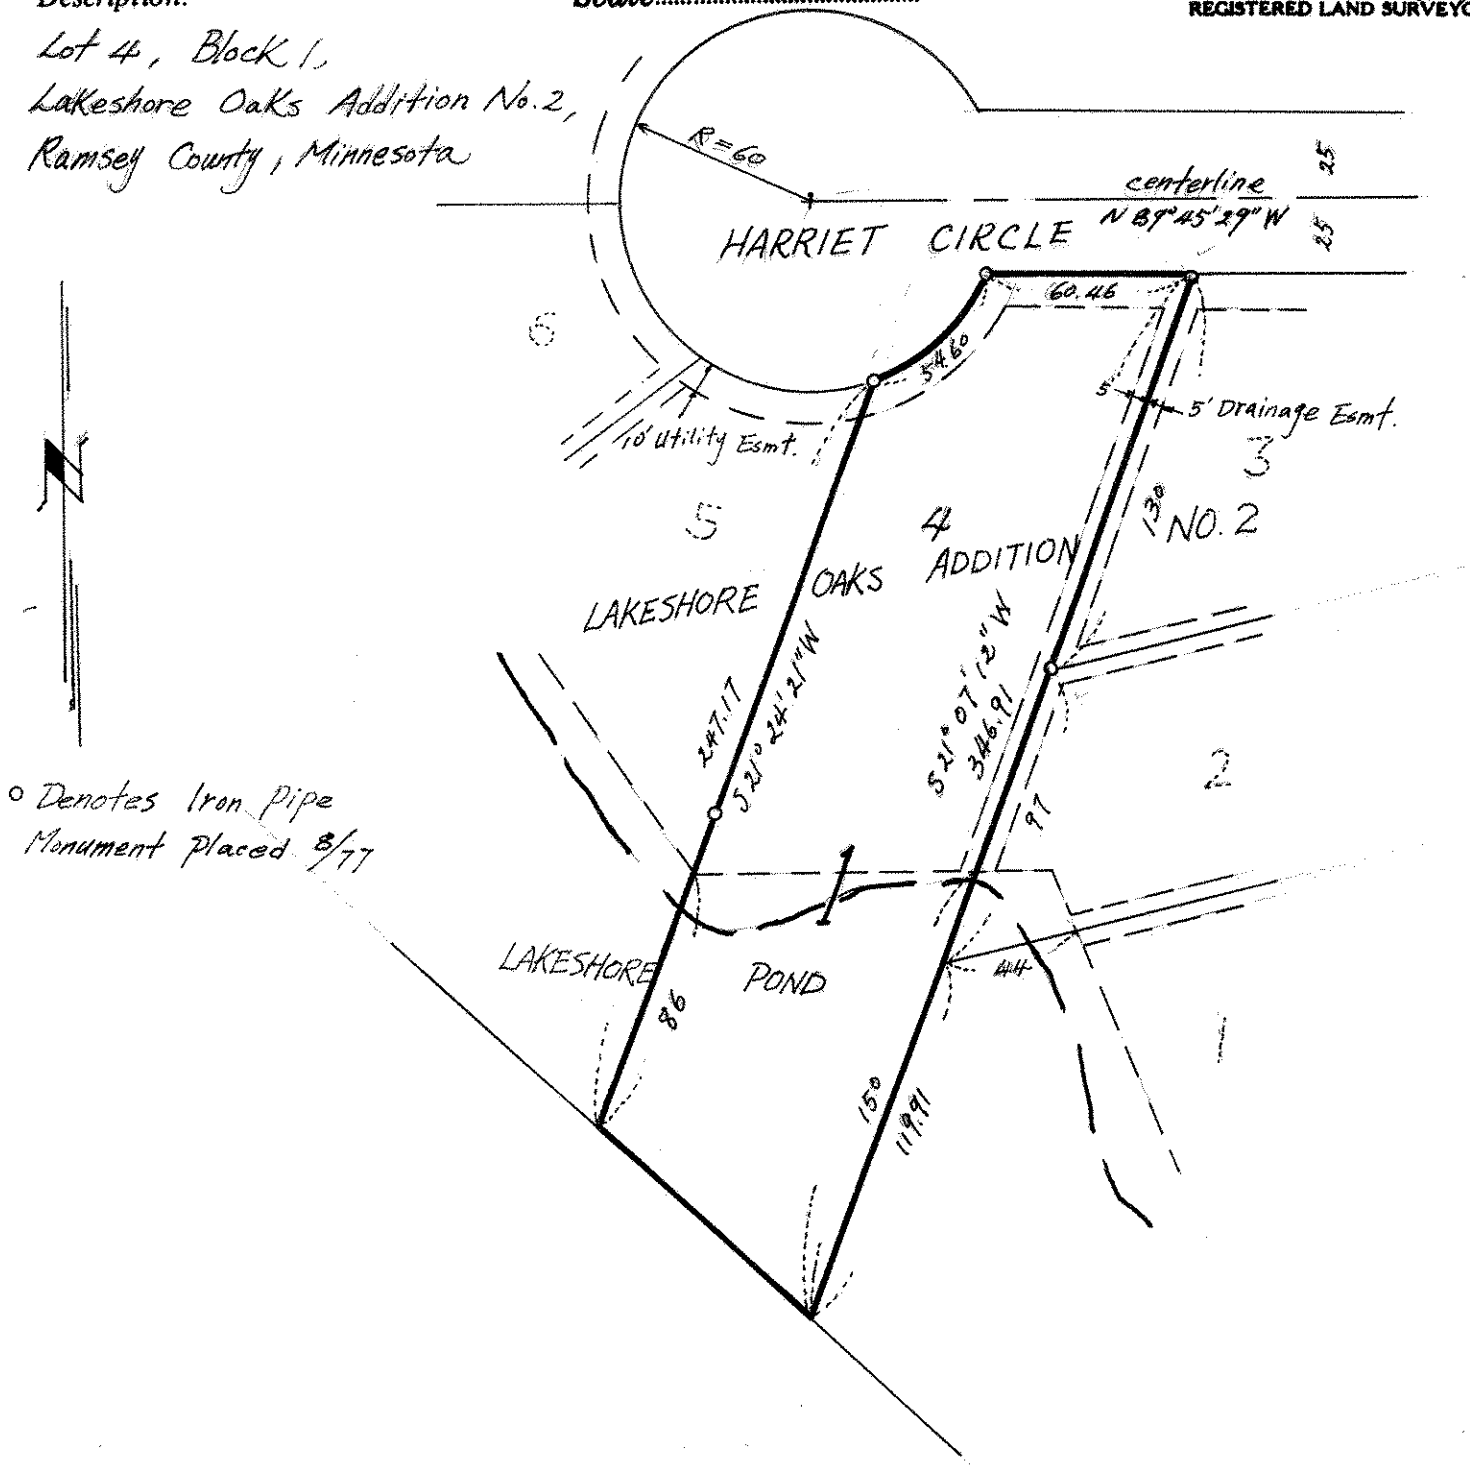 Description:
Scale
REGISTERED LAND SURVEYO
Lot 4, Block 1,
Lakeshore Oaks Addition No. 2,
Ramsey County, Minnesota
R=60
25
centerline
N 89°45'29" W
25
HARRIET CIRCLE
60.46
6
54.60
5
5' Drainage Esmt.
10' Utility Esmt.
3
130
5
4
NO. 2
LAKESHORE OAKS ADDITION
247.17
S 21° 24' 21" W
S 21° 07' 12" W
346.91
2
97
° Denotes Iron Pipe
Monument Placed 8/77
1
LAKESHORE POND
44
86
1
150
119.91